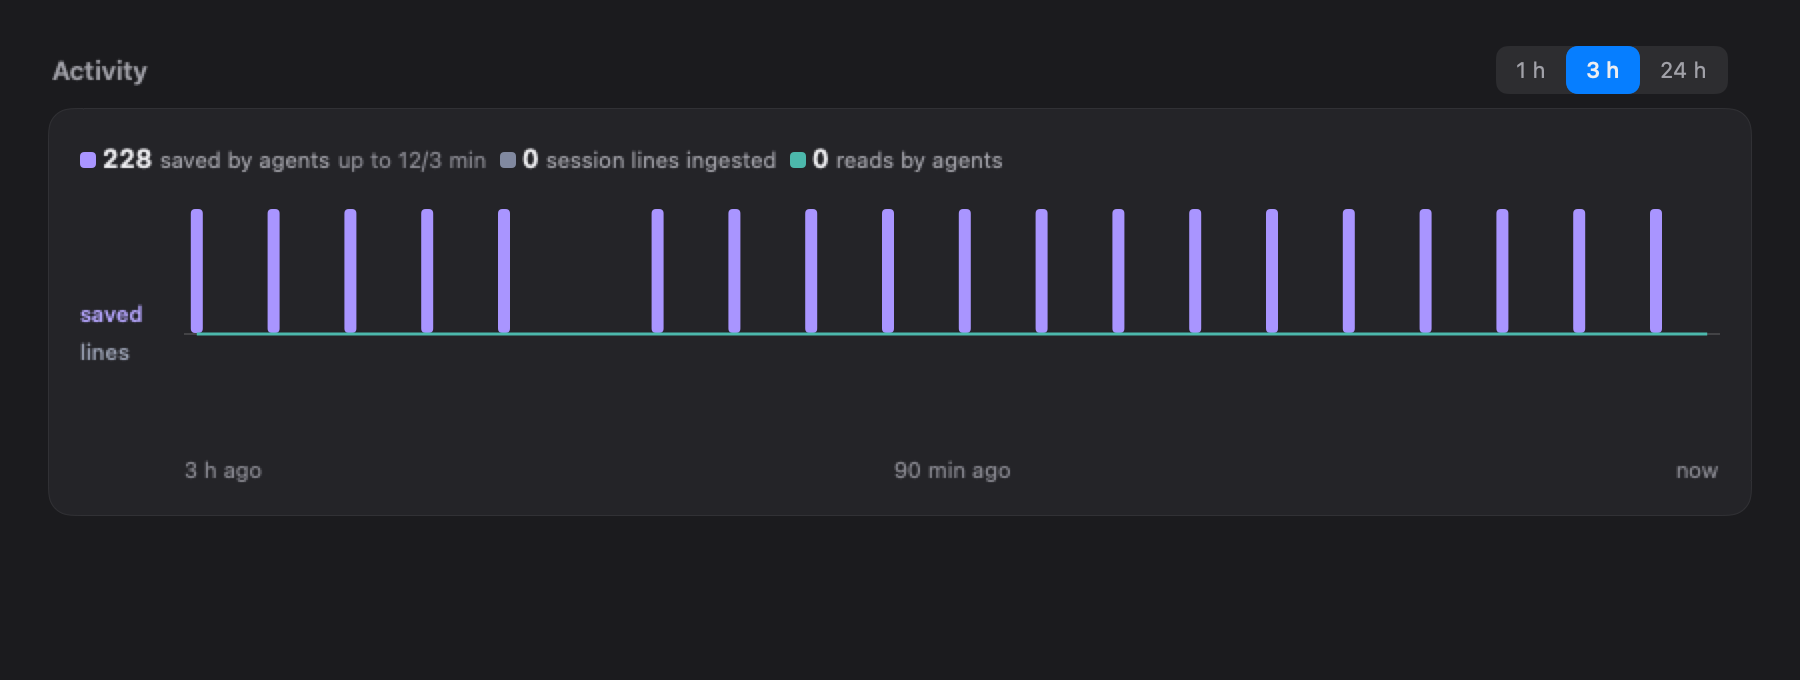 Activity
1 h 3 h 24 h
228 saved by agents up to 12/3 min 0 session lines ingested 0 reads by agents
saved
lines
3 h ago 90 min ago now